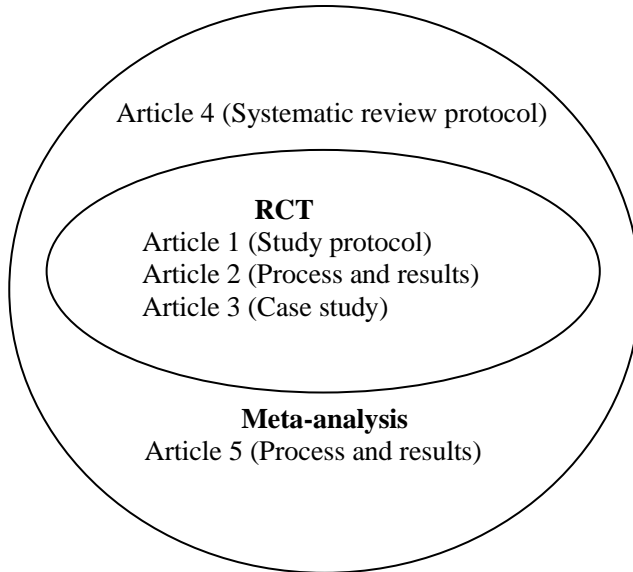 Article 4 (Systematic review protocol)
RCT
Article 1 (Study protocol)
Article 2 (Process and results)
Article 3 (Case study)
Meta-analysis
Article 5 (Process and results)